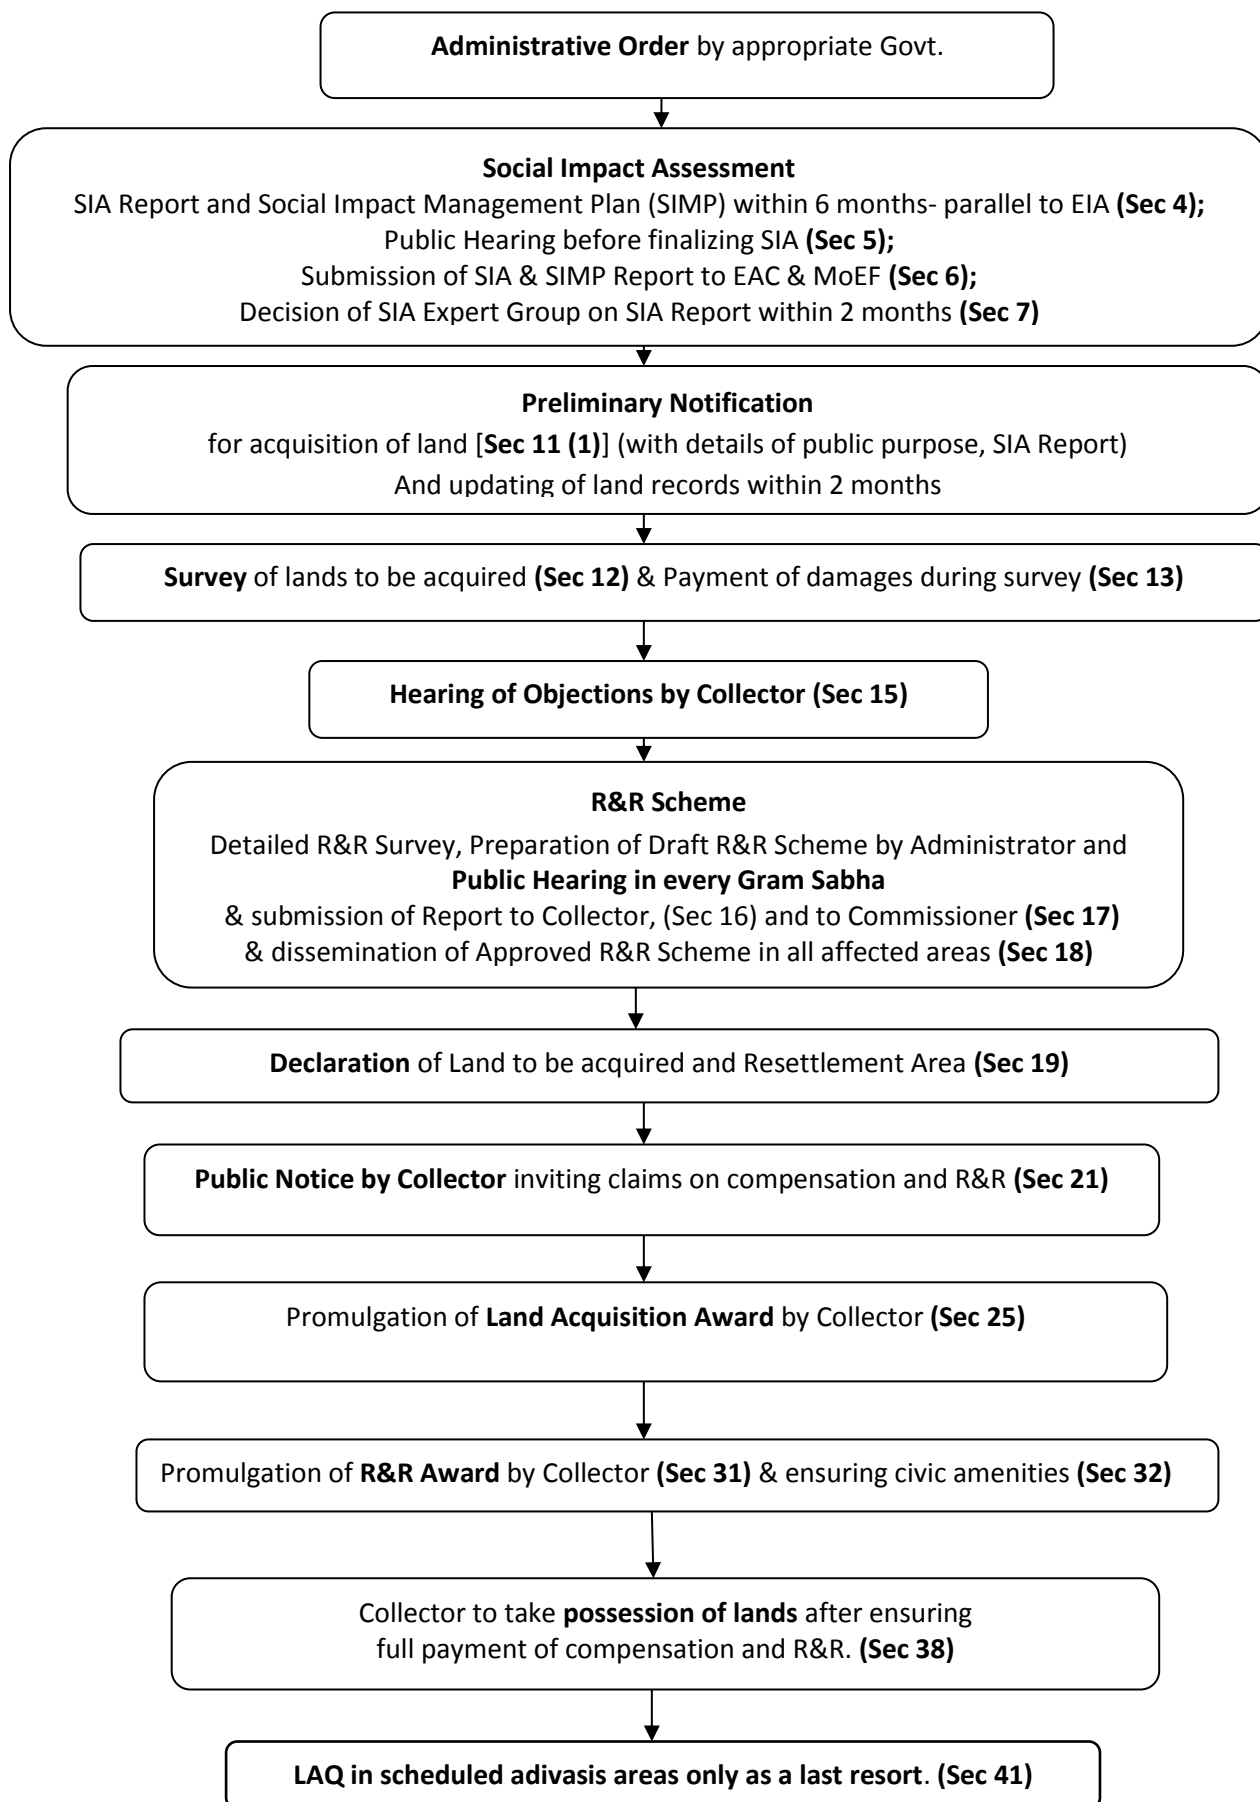 Administrative Order by appropriate Govt.
Social Impact Assessment
SIA Report and Social Impact Management Plan (SIMP) within 6 months- parallel to EIA (Sec 4);
Public Hearing before finalizing SIA (Sec 5);
Submission of SIA & SIMP Report to EAC & MoEF (Sec 6);
Decision of SIA Expert Group on SIA Report within 2 months (Sec 7)
Preliminary Notification
for acquisition of land [Sec 11 (1)] (with details of public purpose, SIA Report)
And updating of land records within 2 months
Survey of lands to be acquired (Sec 12) & Payment of damages during survey (Sec 13)
Hearing of Objections by Collector (Sec 15)
R&R Scheme
Detailed R&R Survey, Preparation of Draft R&R Scheme by Administrator and
Public Hearing in every Gram Sabha
& submission of Report to Collector, (Sec 16) and to Commissioner (Sec 17)
& dissemination of Approved R&R Scheme in all affected areas (Sec 18)
Declaration of Land to be acquired and Resettlement Area (Sec 19)
Public Notice by Collector inviting claims on compensation and R&R (Sec 21)
Promulgation of Land Acquisition Award by Collector (Sec 25)
Promulgation of R&R Award by Collector (Sec 31) & ensuring civic amenities (Sec 32)
Collector to take possession of lands after ensuring
full payment of compensation and R&R. (Sec 38)
LAQ in scheduled adivasis areas only as a last resort. (Sec 41)